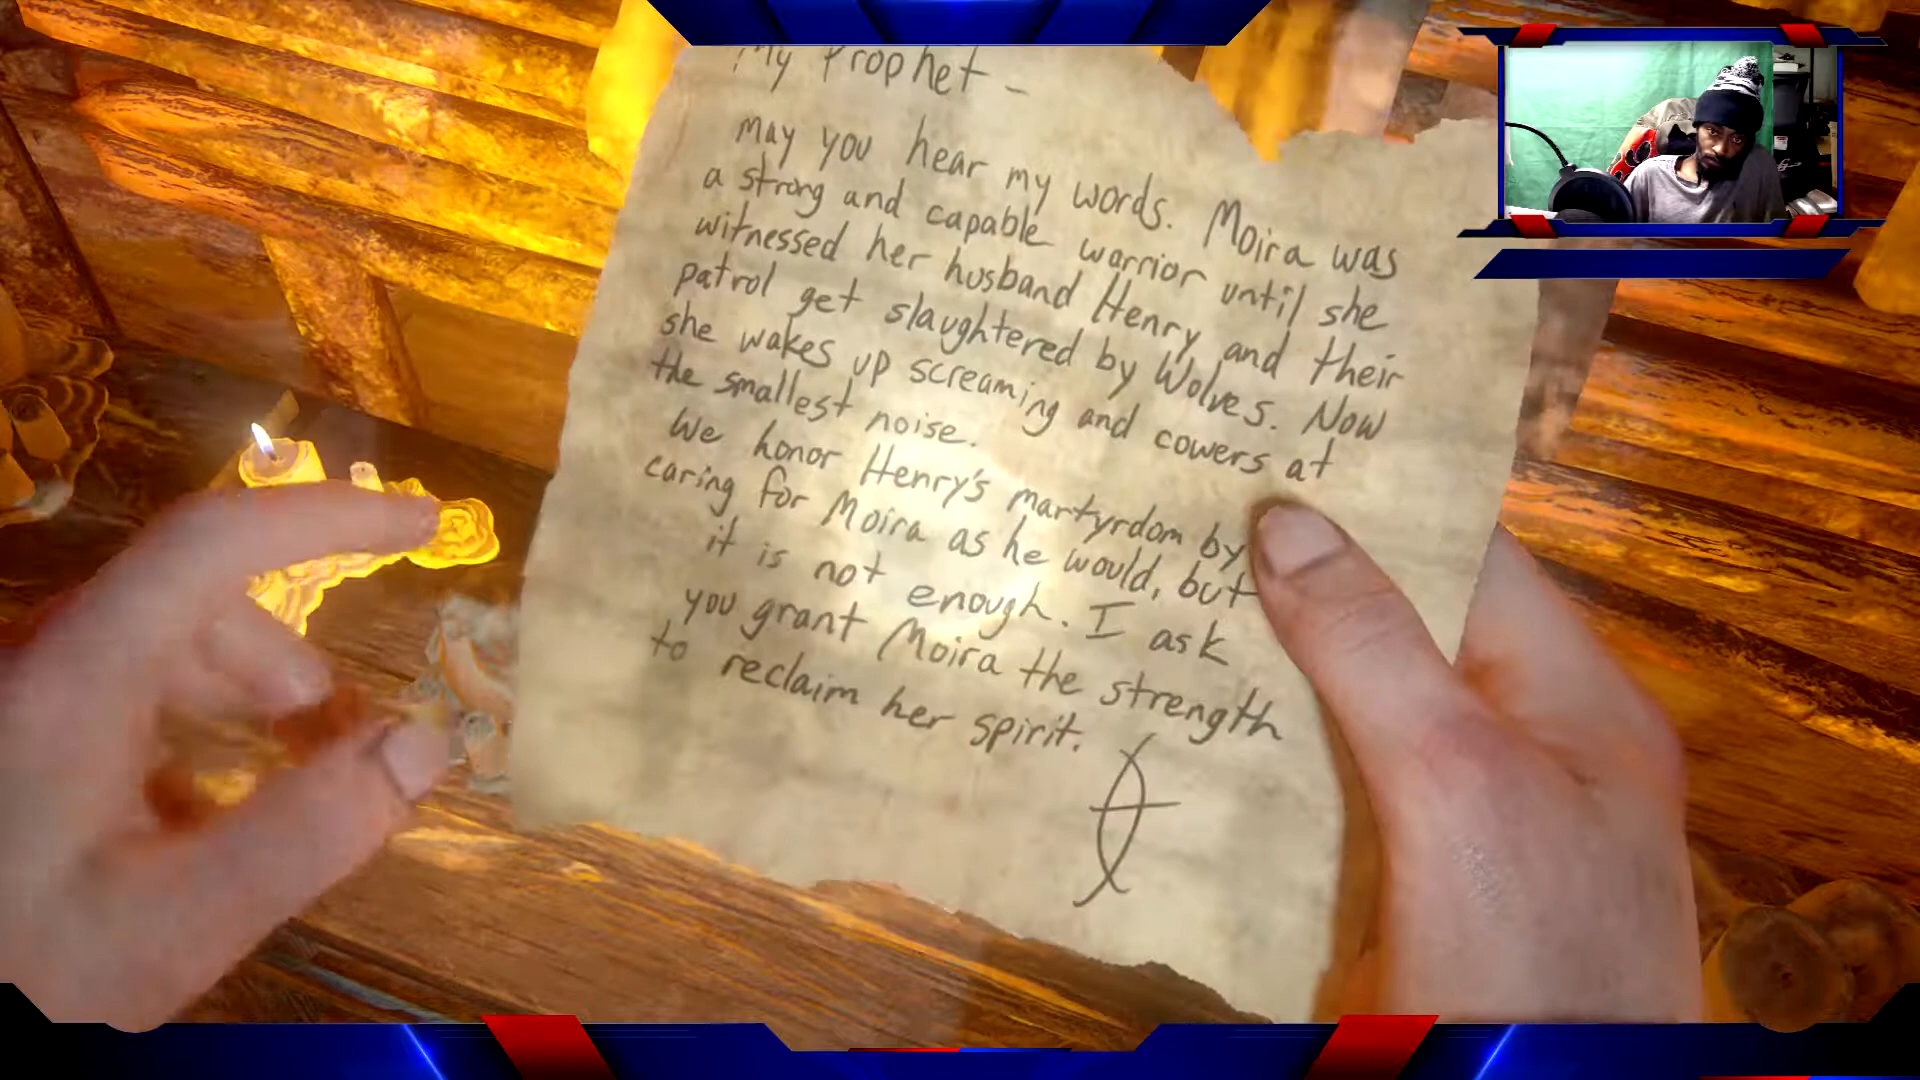 My Prophet -
May you hear my words. Moira was
a strong and capable warrior until she
witnessed her husband Henry and their
patrol get slaughtered by Wolves. Now
she wakes up screaming and cowers at
the smallest noise.
We honor Henry's martyrdom by
caring for Moira as he would, but
it is not enough. I ask
you grant Moira the strength
to reclaim her spirit.